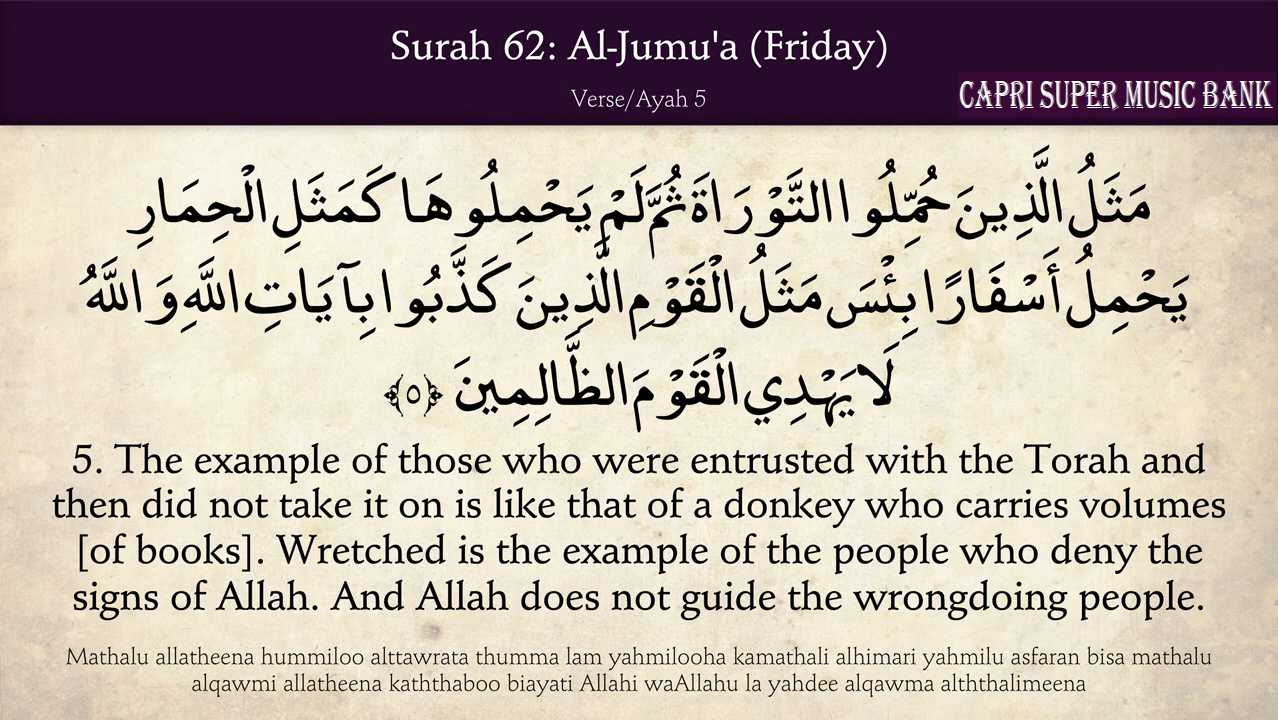 Surah 62: Al-Jumu'a (Friday)
Verse/Ayah 5
CAPRI SUPER MUSIC BANK
مَثَلُ الَّذِينَ حُمِّلُوا التَّوْرَاةَ ثُمَّ لَمْ يَحْمِلُوهَا كَمَثَلِ الْحِمَارِ
يَحْمِلُ أَسْفَارًا بِئْسَ مَثَلُ الْقَوْمِ الَّذِينَ كَذَّبُوا بِآيَاتِ اللَّهِ وَاللَّهُ
لَا يَهْدِي الْقَوْمَ الظَّالِمِينَ ﴿٥﴾
5. The example of those who were entrusted with the Torah and
then did not take it on is like that of a donkey who carries volumes
[of books]. Wretched is the example of the people who deny the
signs of Allah. And Allah does not guide the wrongdoing people.
Mathalu allatheena hummiloo alttawrata thumma lam yahmilooha kamathali alhimari yahmilu asfaran bisa mathalu
alqawmi allatheena kaththaboo biayati Allahi waAllahu la yahdee alqawma alththalimeena